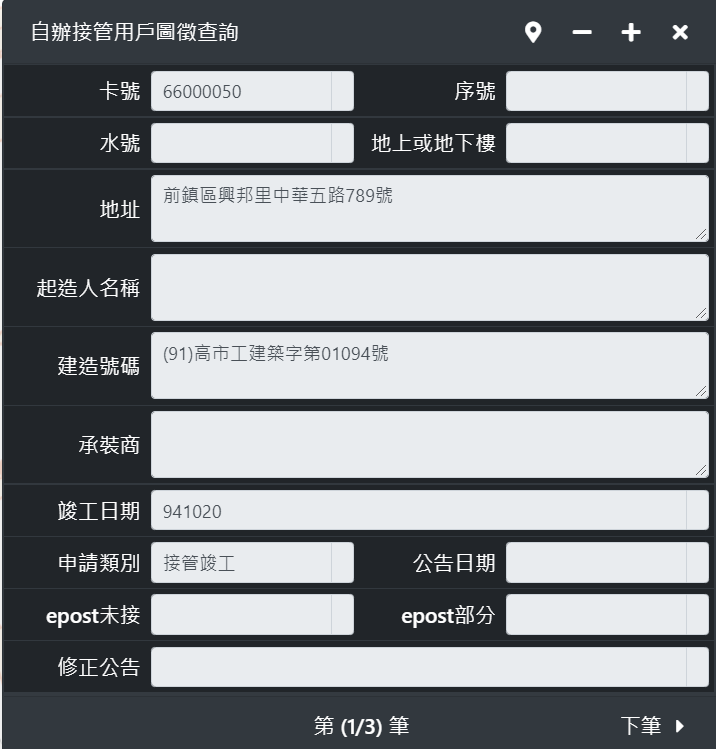 自辦接管用戶圖徵查詢
卡號 66000050 序號
水號 地上或地下樓
地址 前鎮區興邦里中華五路789號
起造人名稱
建造號碼 (91)高市工建築字第01094號
承裝商
竣工日期 941020
申請類別 接管竣工 公告日期
epost未接 epost部分
修正公告
第 (1/3) 筆 下筆